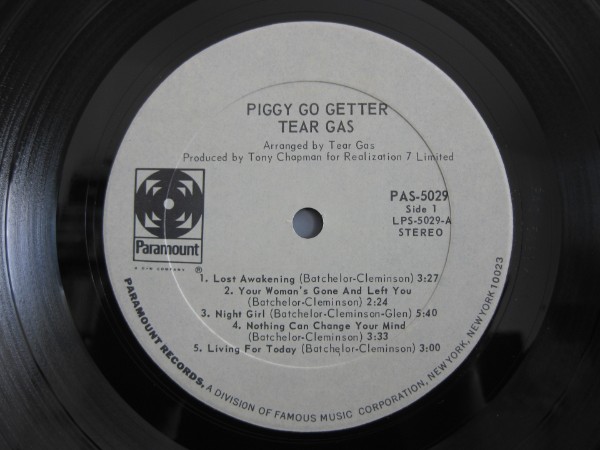 PIGGY GO GETTER
TEAR GAS
Arranged by Tear Gas
Produced by Tony Chapman for Realization 7 Limited
PAS-5029
Side 1
LPS-5029-A
STEREO
Paramount
A G+W COMPANY ®
1. Lost Awakening (Batchelor-Cleminson) 3:27
2. Your Woman's Gone And Left You
(Batchelor-Cleminson) 2:24
3. Night Girl (Batchelor-Cleminson-Glen) 5:40
4. Nothing Can Change Your Mind
(Batchelor-Cleminson) 3:33
5. Living For Today (Batchelor-Cleminson) 3:00
PARAMOUNT RECORDS, A DIVISION OF FAMOUS MUSIC CORPORATION, NEW YORK, NEW YORK 10023